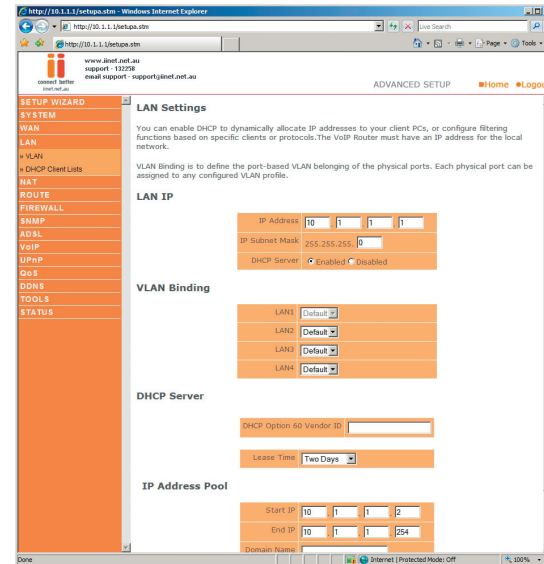 http://10.1.1.1/setupa.stm - Windows Internet Explorer
http://10.1.1.1/setupa.stm
Live Search
http://10.1.1.1/setupa.stm
Page
Tools
www.iinet.net.au
support - 132258
email support - support@iinet.net.au
connect better
iinet.net.au
ADVANCED SETUP
Home
Logou
SETUP WIZARD
SYSTEM
WAN
LAN
» VLAN
» DHCP Client Lists
NAT
ROUTE
FIREWALL
SNMP
ADSL
VoIP
UPnP
QoS
DDNS
TOOLS
STATUS
LAN Settings
You can enable DHCP to dynamically allocate IP addresses to your client PCs, or configure filtering
functions based on specific clients or protocols.The VoIP Router must have an IP address for the local
network.
VLAN Binding is to define the port-based VLAN belonging of the physical ports. Each physical port can be
assigned to any configured VLAN profile.
LAN IP
IP Address 10 . 1 . 1 . 1
IP Subnet Mask 255.255.255. 0
DHCP Server Enabled Disabled
VLAN Binding
LAN1 Default
LAN2 Default
LAN3 Default
LAN4 Default
DHCP Server
DHCP Option 60 Vendor ID
Lease Time Two Days
IP Address Pool
Start IP 10 . 1 . 1 . 2
End IP 10 . 1 . 1 . 254
Domain Name
Done
Internet | Protected Mode: Off
100%